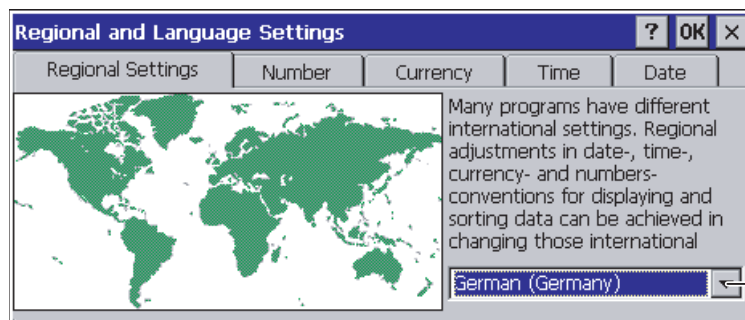 Regional and Language Settings ? OK ×
Regional Settings Number Currency Time Date
Many programs have different
international settings. Regional
adjustments in date-, time-,
currency- and numbers-
conventions for displaying and
sorting data can be achieved in
changing those international
German (Germany)